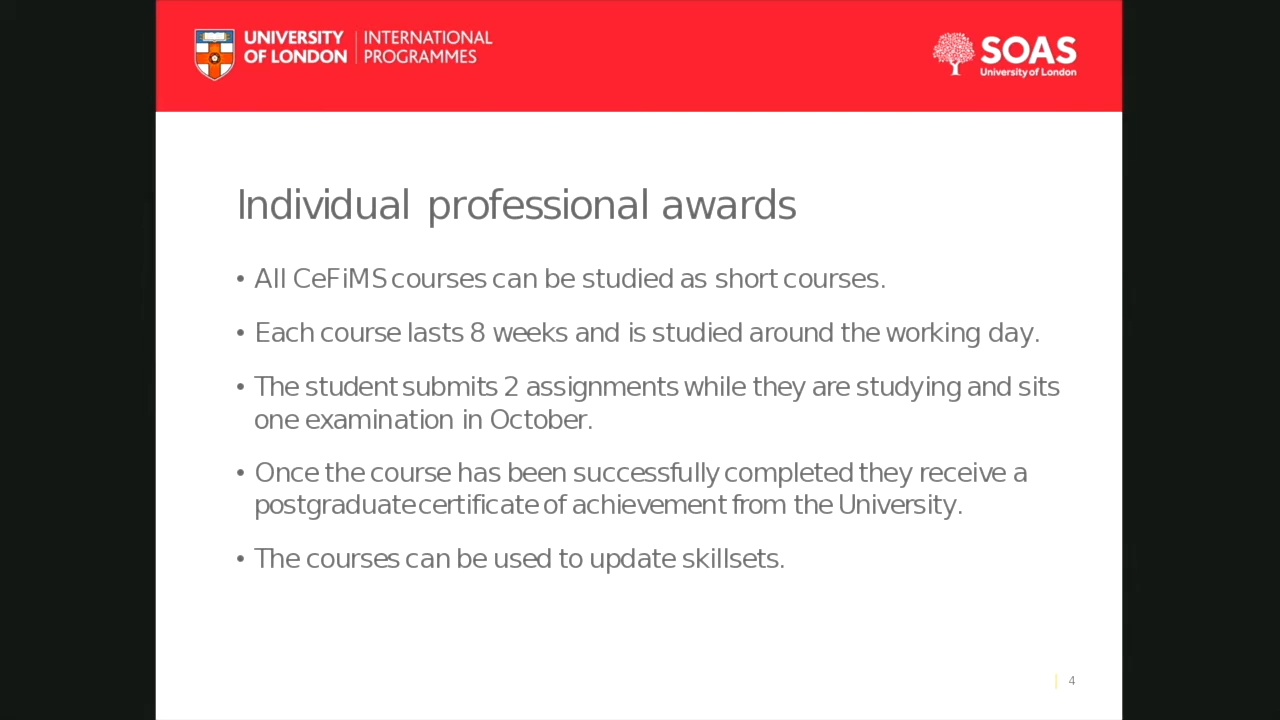 UNIVERSITY
OF LONDON
INTERNATIONAL
PROGRAMMES
SOAS
University of London
Individual professional awards
• All CeFiMS courses can be studied as short courses.
• Each course lasts 8 weeks and is studied around the working day.
• The student submits 2 assignments while they are studying and sits
one examination in October.
• Once the course has been successfully completed they receive a
postgraduate certificate of achievement from the University.
• The courses can be used to update skillsets.
4